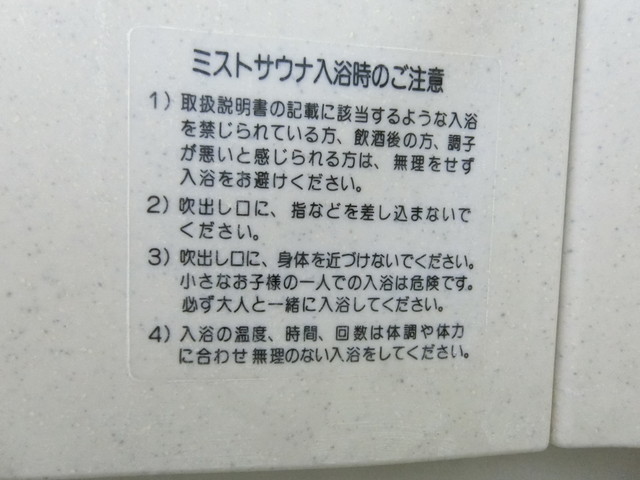 ミストサウナ入浴時のご注意
1）取扱説明書の記載に該当するような入浴
を禁じられている方、飲酒後の方、調子
が悪いと感じられる方は、無理をせず
入浴をお避けください。
2）吹出し口に、指などを差し込まないで
ください。
3）吹出し口に、身体を近づけないでください。
小さなお子様の一人での入浴は危険です。
必ず大人と一緒に入浴してください。
4）入浴の温度、時間、回数は体調や体力
に合わせ無理のない入浴をしてください。